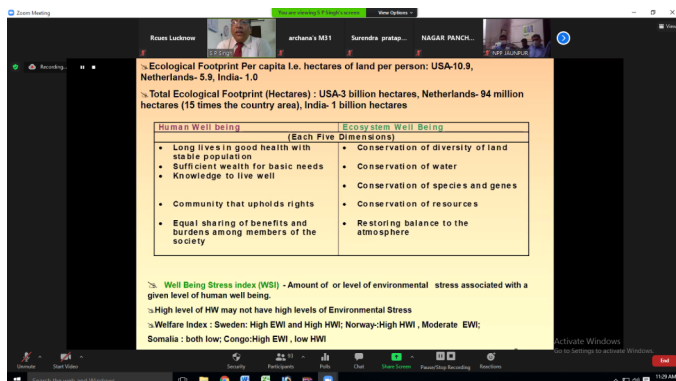 Zoom Meeting
You are viewing S P Singh's screen
View Options
View
Rcues Lucknow
archana's M31
Surendra pratap...
NAGAR PANCH...
S P Singh
NPP JAUNPUR
Recording...
Ecological Footprint Per capita I.e. hectares of land per person: USA-10.9,
Netherlands- 5.9, India- 1.0
Total Ecological Footprint (Hectares) : USA-3 billion hectares, Netherlands- 94 million
hectares (15 times the country area), India- 1 billion hectares
Human Well being
Ecosystem Well Being
(Each Five Dimensions)
• Long lives in good health with
stable population
• Sufficient wealth for basic needs
• Knowledge to live well
• Community that upholds rights
• Equal sharing of benefits and
burdens among members of the
society
• Conservation of diversity of land
• Conservation of water
• Conservation of species and genes
• Conservation of resources
• Restoring balance to the
atmosphere
Well Being Stress index (WSI) - Amount of or level of environmental stress associated with a
given level of human well being.
High level of HW may not have high levels of Environmental Stress
Welfare Index : Sweden: High EWI and High HWI; Norway-:High HWI , Moderate EWI;
Somalia : both low; Congo:High EWI , low HWI
Activate Windows
Go to Settings to activate Windows.
Unmute
Start Video
Security
Participants
Polls
Chat
Share Screen
Pause/Stop Recording
Reactions
End
11:29 AM